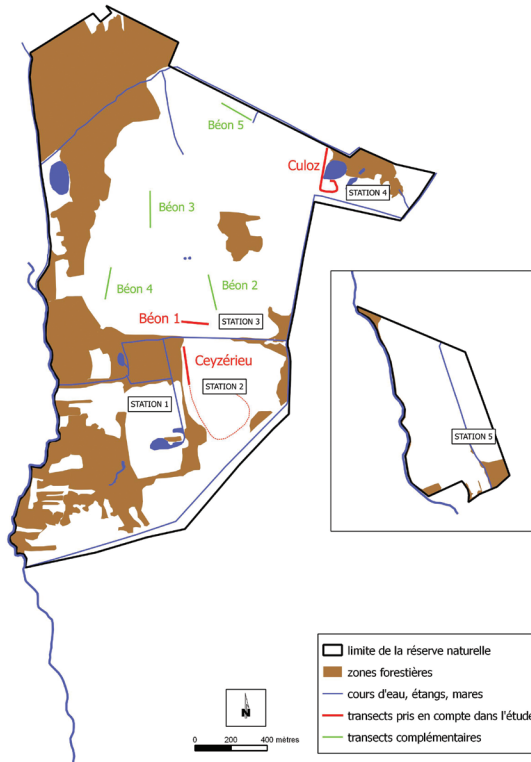 Béon 5
Culoz
STATION 4
Béon 3
Béon 4
Béon 2
Béon 1
STATION 3
Ceyzérieu
STATION 2
STATION 1
STATION 5
limite de la réserve naturelle
zones forestières
cours d'eau, étangs, mares
transects pris en compte dans l'étude
transects complémentaires
N
0 200 400 mètres